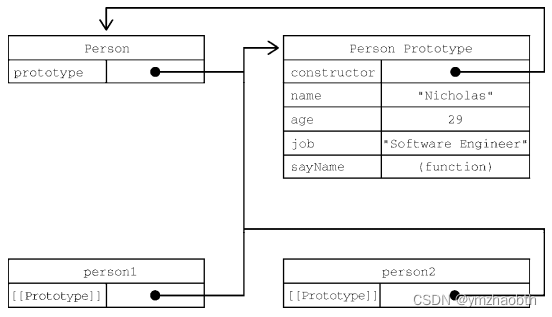 Person
prototype
Person Prototype
constructor
name "Nicholas"
age 29
job "Software Engineer"
sayName (function)
person1
[[Prototype]]
person2
[[Prototype]]
CSDN @ymzhaobth